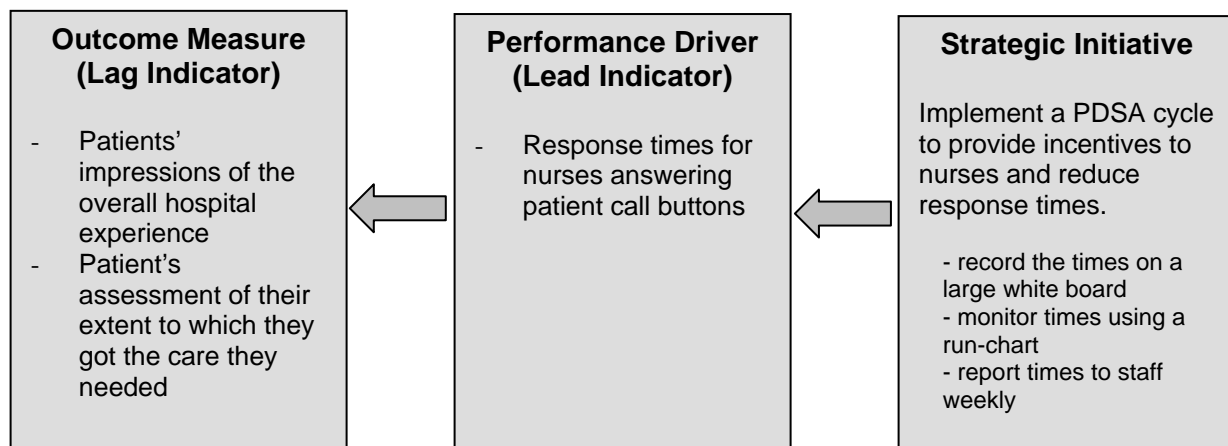 Outcome Measure
(Lag Indicator)
- Patients’
impressions of the
overall hospital
experience
- Patient’s
assessment of their
extent to which they
got the care they
needed
Performance Driver
(Lead Indicator)
- Response times for
nurses answering
patient call buttons
Strategic Initiative
Implement a PDSA cycle
to provide incentives to
nurses and reduce
response times.
- record the times on a
large white board
- monitor times using a
run-chart
- report times to staff
weekly